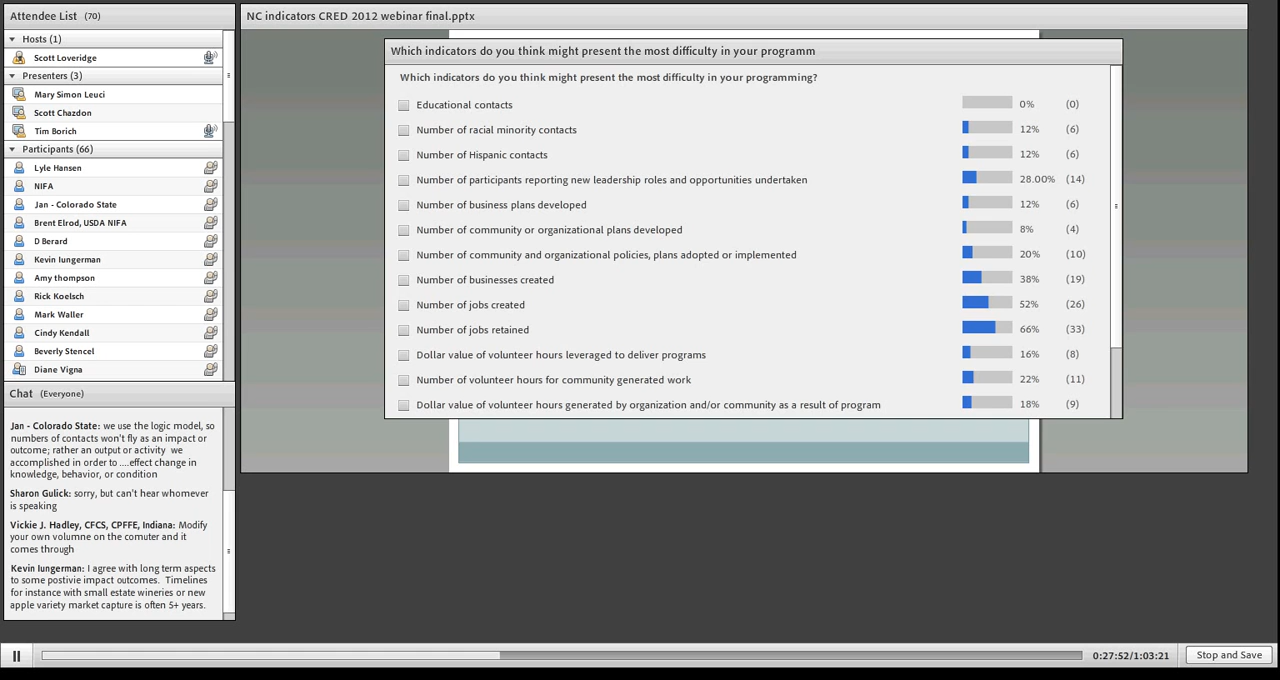 Attendee List (70)
Hosts (1)
Scott Loveridge
Presenters (3)
Mary Simon Leuci
Scott Chazdon
Tim Borich
Participants (66)
Lyle Hansen
NIFA
Jan - Colorado State
Brent Elrod, USDA NIFA
D Berard
Kevin Iungerman
Amy thompson
Rick Koelsch
Mark Waller
Cindy Kendall
Beverly Stencel
Diane Vigna
Chat (Everyone)
Jan - Colorado State: we use the logic model, so
numbers of contacts won't fly as an impact or
outcome; rather an output or activity we
accomplished in order to ....effect change in
knowledge, behavior, or condition
Sharon Gulick: sorry, but can't hear whomever
is speaking
Vickie J. Hadley, CFCS, CPFFE, Indiana: Modify
your own volumne on the comuter and it
comes through
Kevin Iungerman: I agree with long term aspects
to some postivie impact outcomes. Timelines
for instance with small estate wineries or new
apple variety market capture is often 5+ years.
NC indicators CRED 2012 webinar final.pptx
Which indicators do you think might present the most difficulty in your programm
Which indicators do you think might present the most difficulty in your programming?
Educational contacts 0% (0)
Number of racial minority contacts 12% (6)
Number of Hispanic contacts 12% (6)
Number of participants reporting new leadership roles and opportunities undertaken 28.00% (14)
Number of business plans developed 12% (6)
Number of community or organizational plans developed 8% (4)
Number of community and organizational policies, plans adopted or implemented 20% (10)
Number of businesses created 38% (19)
Number of jobs created 52% (26)
Number of jobs retained 66% (33)
Dollar value of volunteer hours leveraged to deliver programs 16% (8)
Number of volunteer hours for community generated work 22% (11)
Dollar value of volunteer hours generated by organization and/or community as a result of program 18% (9)
0:27:52/1:03:21
Stop and Save